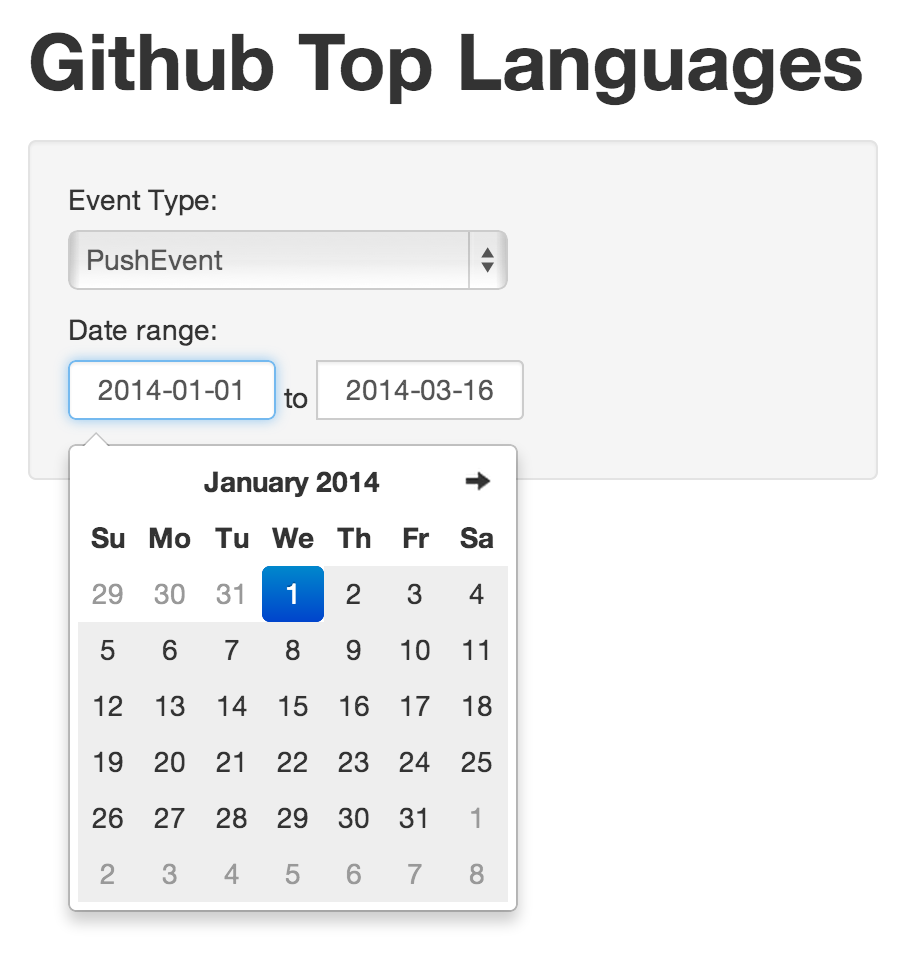 Github Top Languages
Event Type:
PushEvent
Date range:
2014-01-01 to 2014-03-16
January 2014
Su Mo Tu We Th Fr Sa
29 30 31 1 2 3 4
5 6 7 8 9 10 11
12 13 14 15 16 17 18
19 20 21 22 23 24 25
26 27 28 29 30 31 1
2 3 4 5 6 7 8